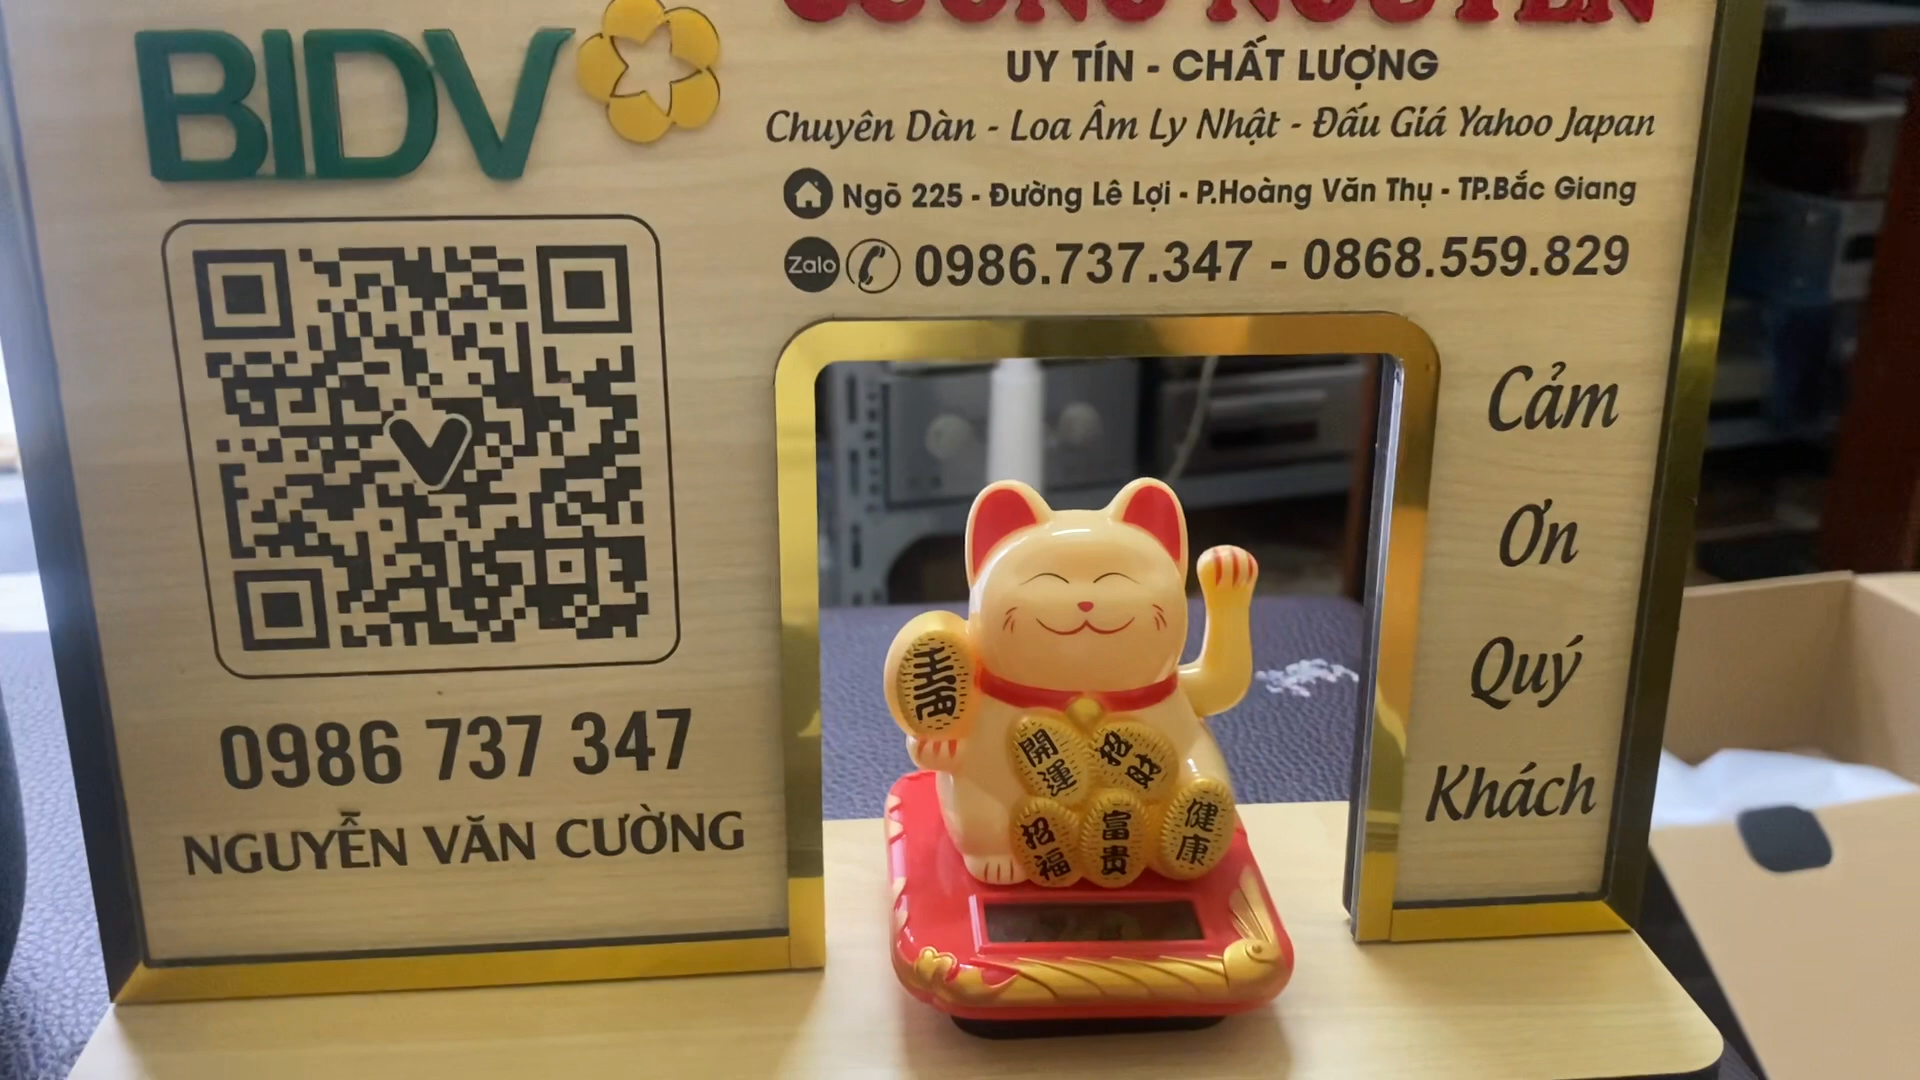 BIDV
CƯỜNG NGUYỄN
UY TÍN - CHẤT LƯỢNG
Chuyên Dàn - Loa Âm Ly Nhật - Đấu Giá Yahoo Japan
Ngõ 225 - Đường Lê Lợi - P.Hoàng Văn Thụ - TP.Bắc Giang
Zalo 0986.737.347 - 0868.559.829
0986 737 347
NGUYỄN VĂN CƯỜNG
Cảm
Ơn
Quý
Khách
開運
招財
招福
富貴
健康